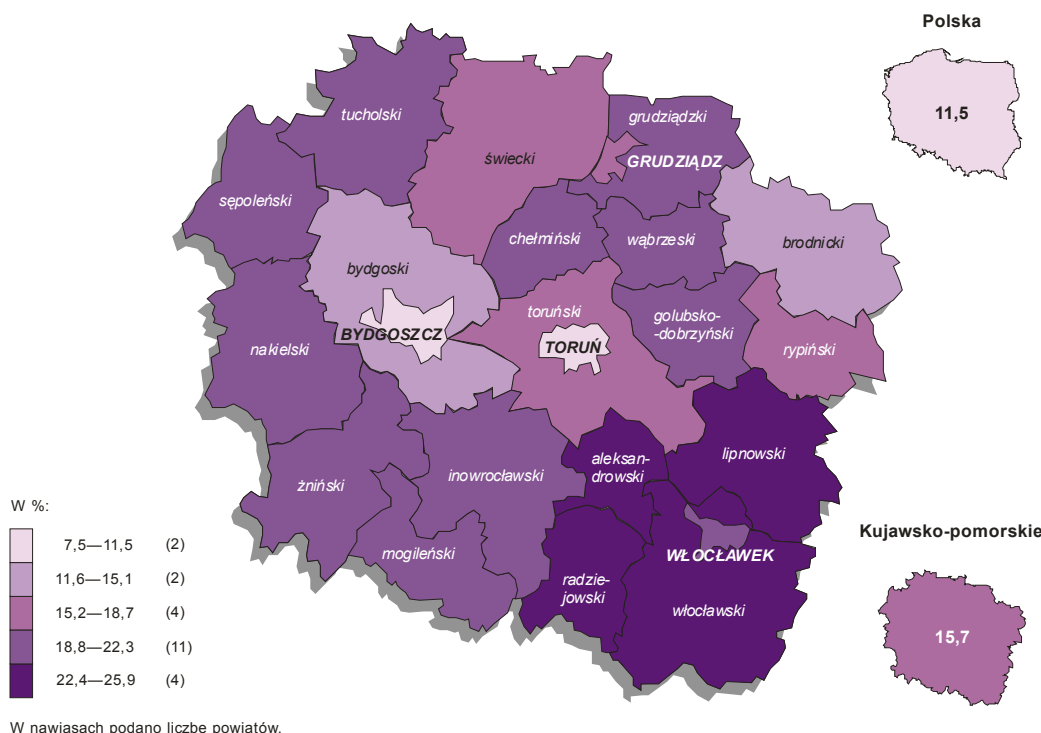 Polska
11,5
tucholski
grudziądzki
GRUDZIĄDZ
świecki
sępoleński
chełmiński
wąbrzeski
brodnicki
bydgoski
BYDGOSZCZ
toruński
TORUŃ
golubsko-
-dobrzyński
nakielski
rypiński
lipnowski
aleksan-
drowski
inowrocławski
żniński
mogileński
radzie-
jowski
WŁOCŁAWEK
włocławski
Kujawsko-pomorskie
15,7
W %:
7,5—11,5 (2)
11,6—15,1 (2)
15,2—18,7 (4)
18,8—22,3 (11)
22,4—25,9 (4)
W nawiasach podano liczbę powiatów.